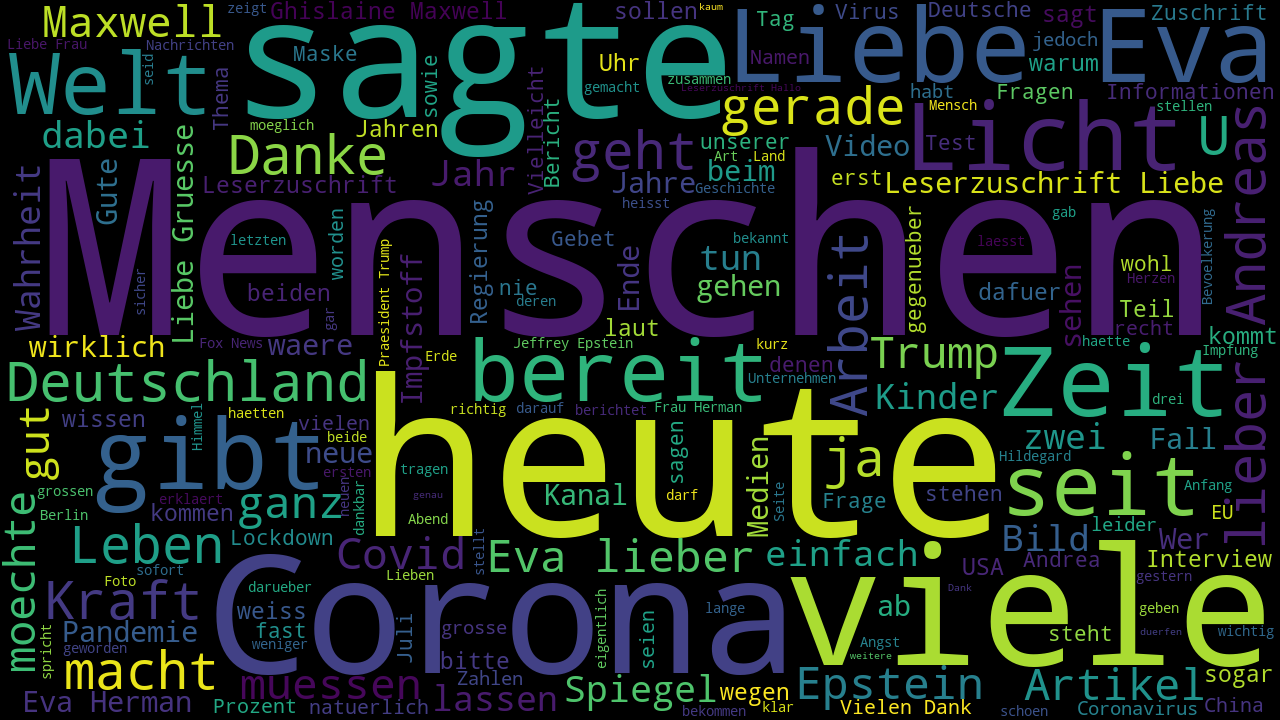 zeigt
Ghislaine Maxwell
sagte
sollen
kaum
Virus
Deutsche
sagt
Zuschrift
Maxwell
Tag
Liebe
Eva
Liebe Frau
Nachrichten
Maske
Uhr
Namen
jedoch
warum
Welt
seid
Thema
sowie
gemacht
zusammen
Leserzuschrift Hallo
habt
Mensch
Fragen
Informationen
stellen
gerade
Licht
U
dabei
moeglich
Jahren
Vielleicht
Bericht
unserer
Video
Test
Danke
geht
Art
Land
beim
erst
Leserzuschrift Liebe
Jahr
Jahre
Geschichte
Wahrheit
Gute
Liebe Gruesse
Leserzuschrift
heisst
Andreas
Menschen
letzten
worden
Regierung
Gebet
bekannt
gab
laesst
Bevoelkerung
sicher
beiden
Praesident Trump
nie
deren
Ende
tun
gehen
Arbeit
gegenueber
dafuer
sehen
wohl
Herzen
Teil
gar
Impfstoff
laut
recht
kommt
wirklich
Fox News
waere
Erde
Jeffrey Epstein
kurz
denen
Trump
haette
Impfung
Deutschland
bereit
Unternehmen
Kinder
Zeit
drei
lieber
gut
wissen
Himmel
haetten
vielen
richtig
darauf
berichtet
Frau Herman
gibt
beide
neue
heute
ja
zwei
Fall
Hildegard
ersten
tragen
sagen
Medien
seit
grossen
erklaert
neuen
dankbar
genau
Kanal
darf
Seite
Frage
stehen
Anfang
moechte
Berlin
kommen
ganz
Abend
EU
Leben
Lockdown
stellt
Bild
leider
Wer
sofort
Covid
Eva lieber
einfach
USA
Andrea
Interview
Foto
darueber
Lieben
Dank
gestern
Kraft
Corona
viele
weiss
Juli
eigentlich
seien
lange
ab
geben
Pandemie
fast
grosse
steht
duerfen
wichtig
spricht
geworden
weniger
bitte
Angst
weitere
macht
muessen
Zahlen
Spiegel
wegen
Epstein
Artikel
sogar
Eva Herman
Prozent
natuerlich
lassen
bekommen
klar
Vielen Dank
schoen
Coronavirus
China